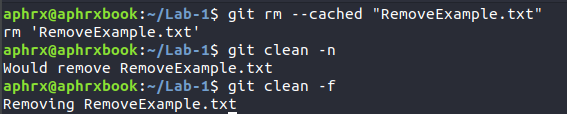 aphrx@aphrxbook:~/Lab-1$ git rm --cached "RemoveExample.txt"
rm 'RemoveExample.txt'
aphrx@aphrxbook:~/Lab-1$ git clean -n
Would remove RemoveExample.txt
aphrx@aphrxbook:~/Lab-1$ git clean -f
Removing RemoveExample.txt